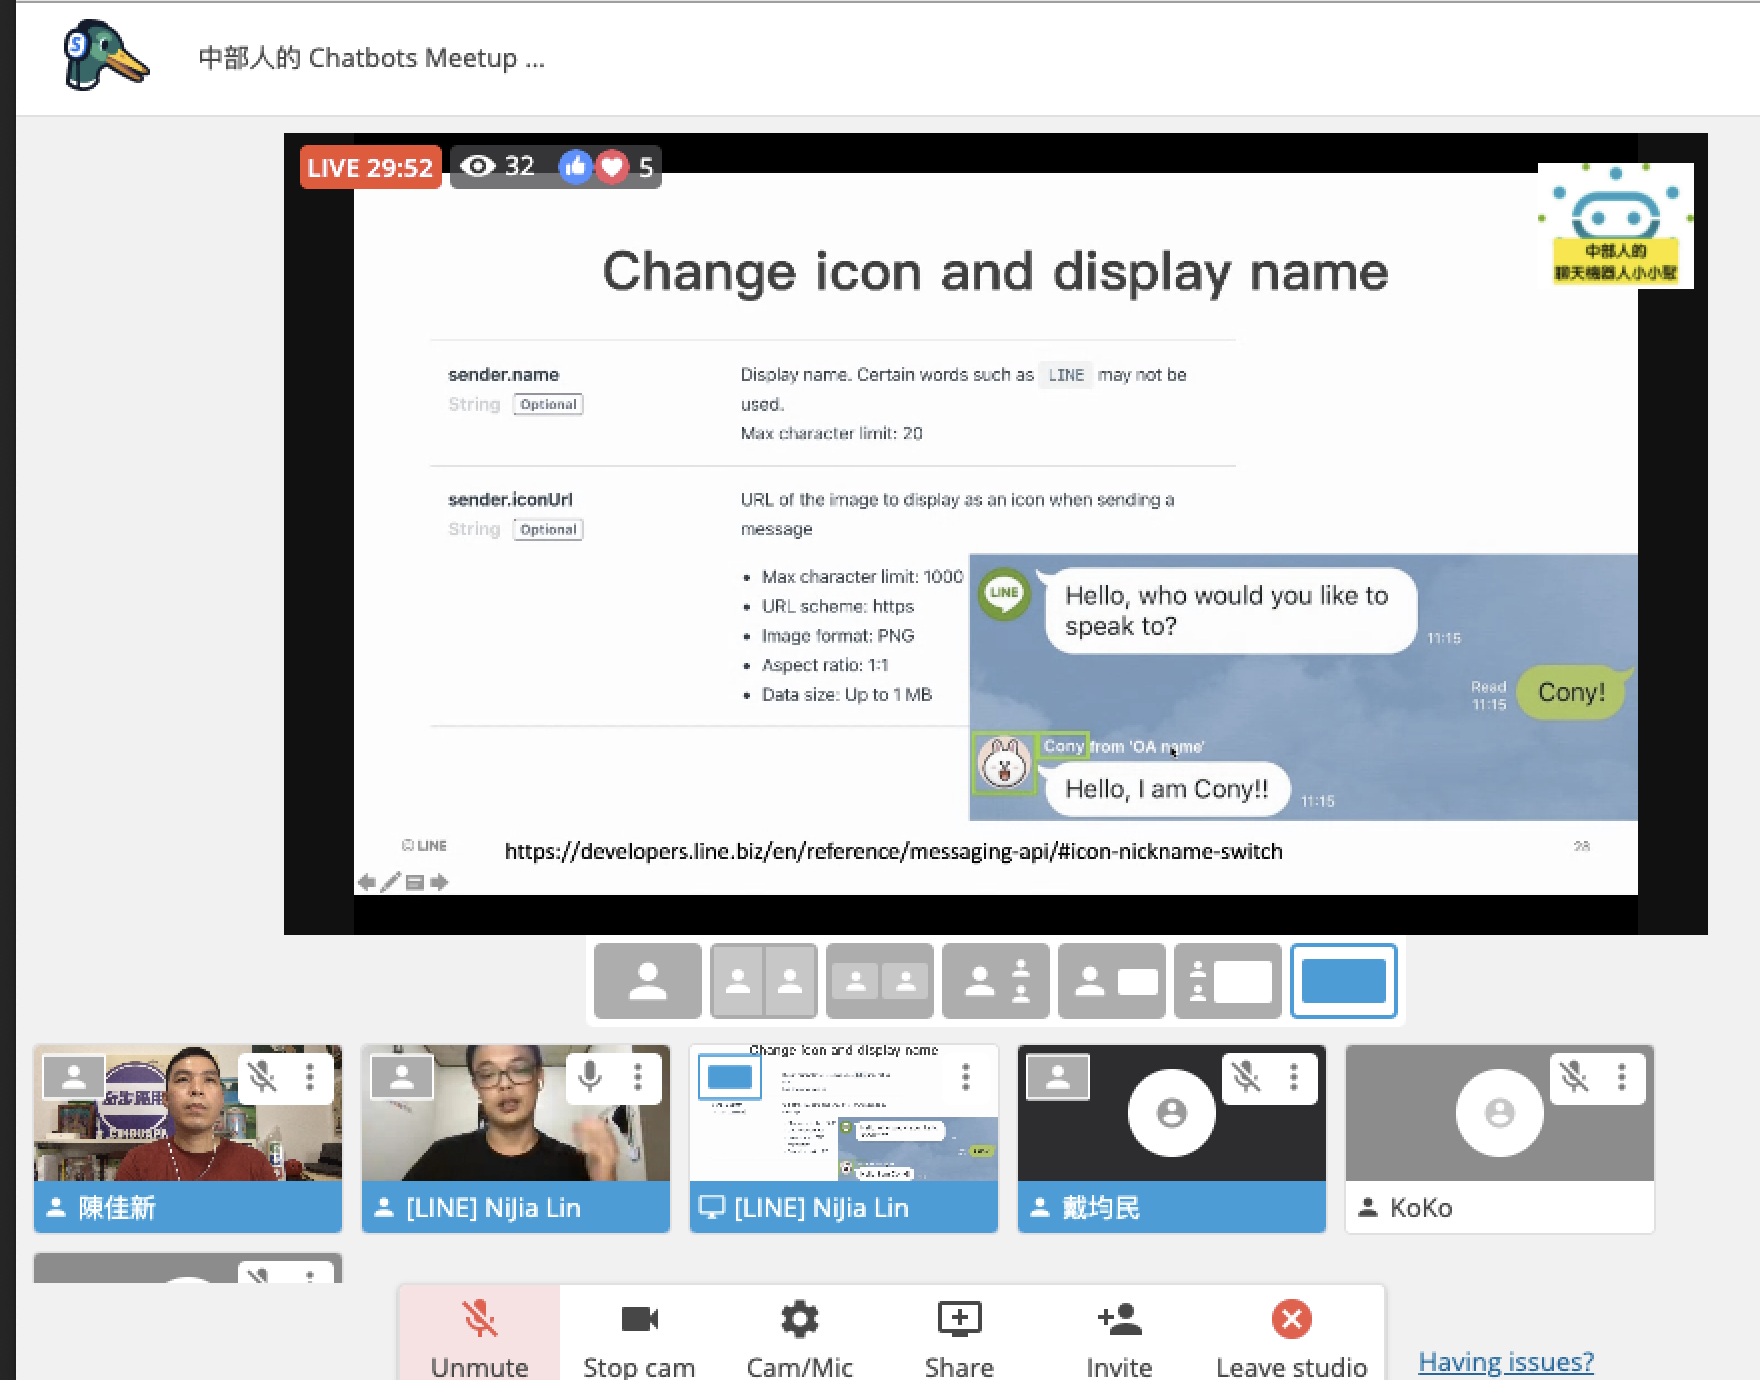 中部人的 Chatbots Meetup ...
LIVE 29:52
32
5
中部人的
聊天機器人小小幫
Change icon and display name
sender.name
String Optional
Display name. Certain words such as LINE may not be
used.
Max character limit: 20
sender.iconUrl
String Optional
URL of the image to display as an icon when sending a
message
• Max character limit: 1000
• URL scheme: https
• Image format: PNG
• Aspect ratio: 1:1
• Data size: Up to 1 MB
LINE
Hello, who would you like to
speak to?
11:15
Read
11:15
Cony!
Cony from 'OA name'
Hello, I am Cony!!
11:15
LINE
https://developers.line.biz/en/reference/messaging-api/#icon-nickname-switch
28
Change icon and display name
陳佳新
[LINE] NiJia Lin
[LINE] NiJia Lin
戴均民
KoKo
Unmute
Stop cam
Cam/Mic
Share
Invite
Leave studio
Having issues?